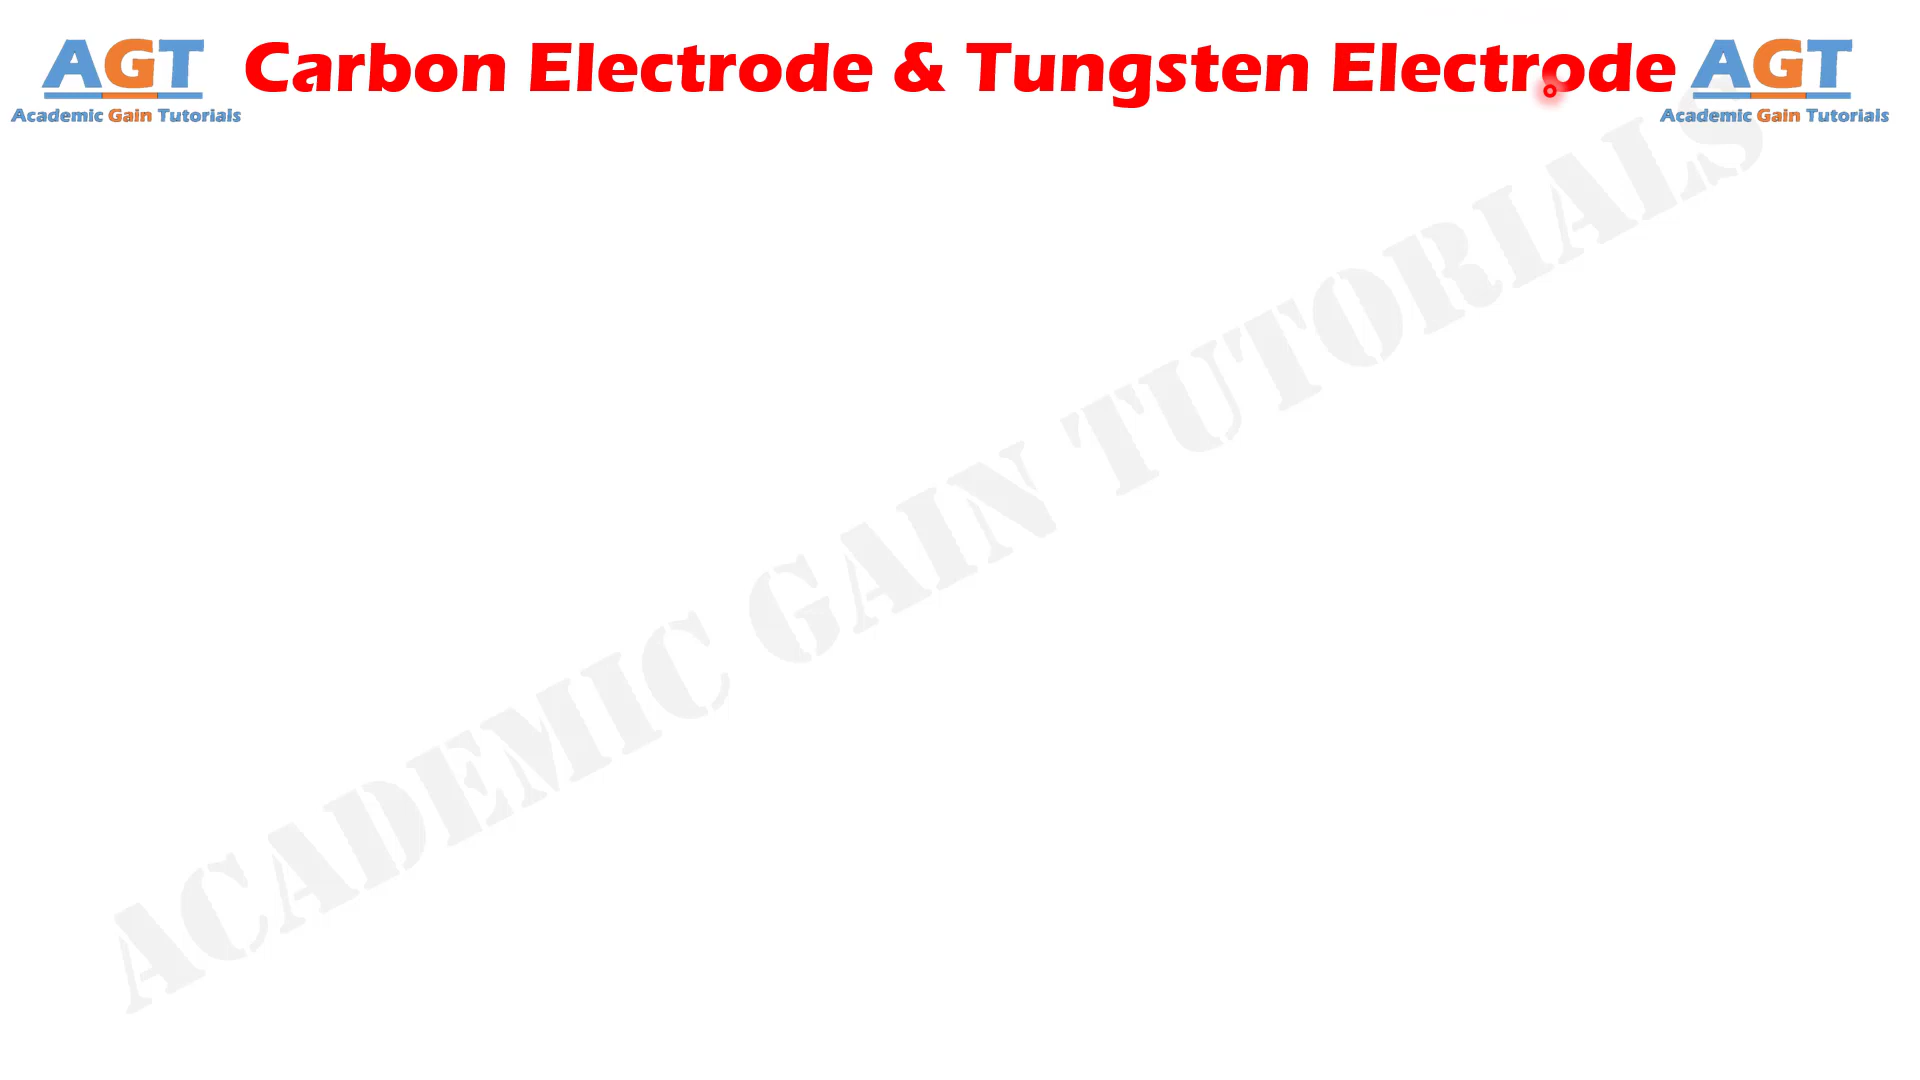 AGT Carbon Electrode & Tungsten Electrode AGT
Academic Gain Tutorials Academic Gain Tutorials
ACADEMIC GAIN TUTORIALS